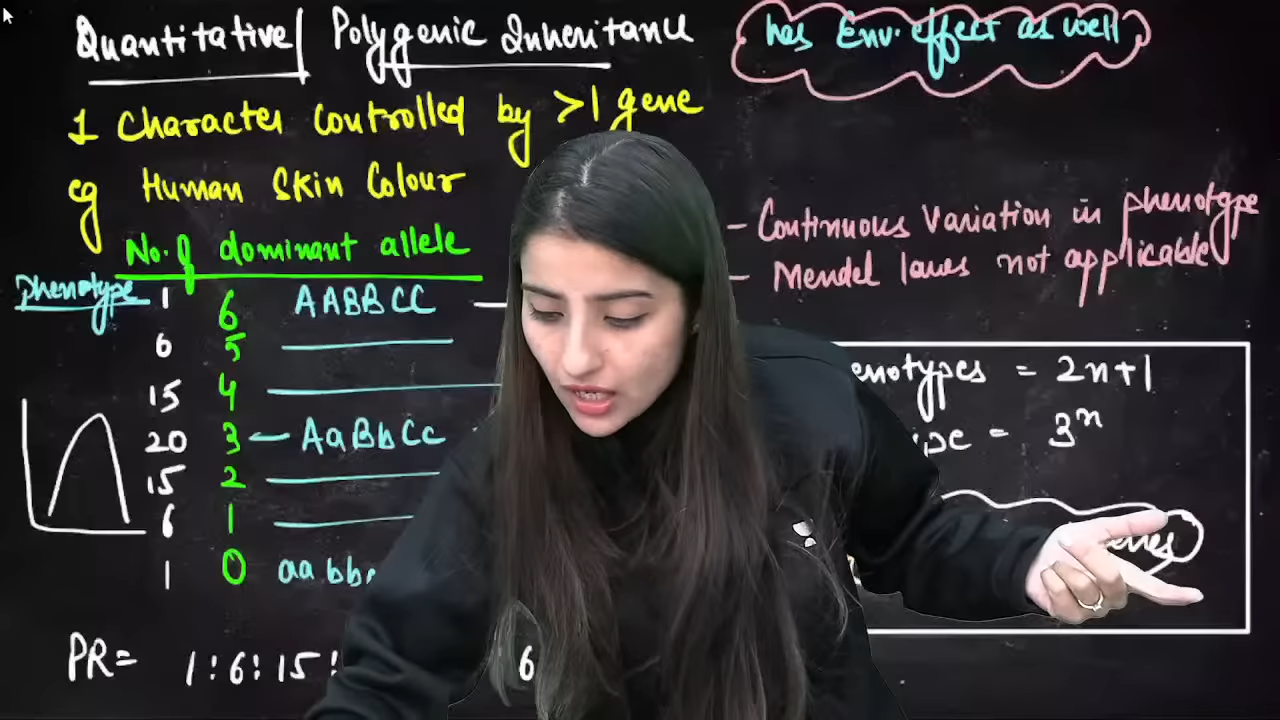 Quantitative/ Polygenic Inheritance
has Env. effect as well
1 Character controlled by >1 gene
eg Human Skin Colour
No. of dominant allele
Phenotype
1 6 AABBCC
6 5
15 4
20 3 AaBbCc
15 2
6 1
1 0 aabb
PR= 1:6:15: 6
- Continuous Variation in phenotype
- Mendel laws not applicable
enotypes = 2n+1
= 3ⁿ